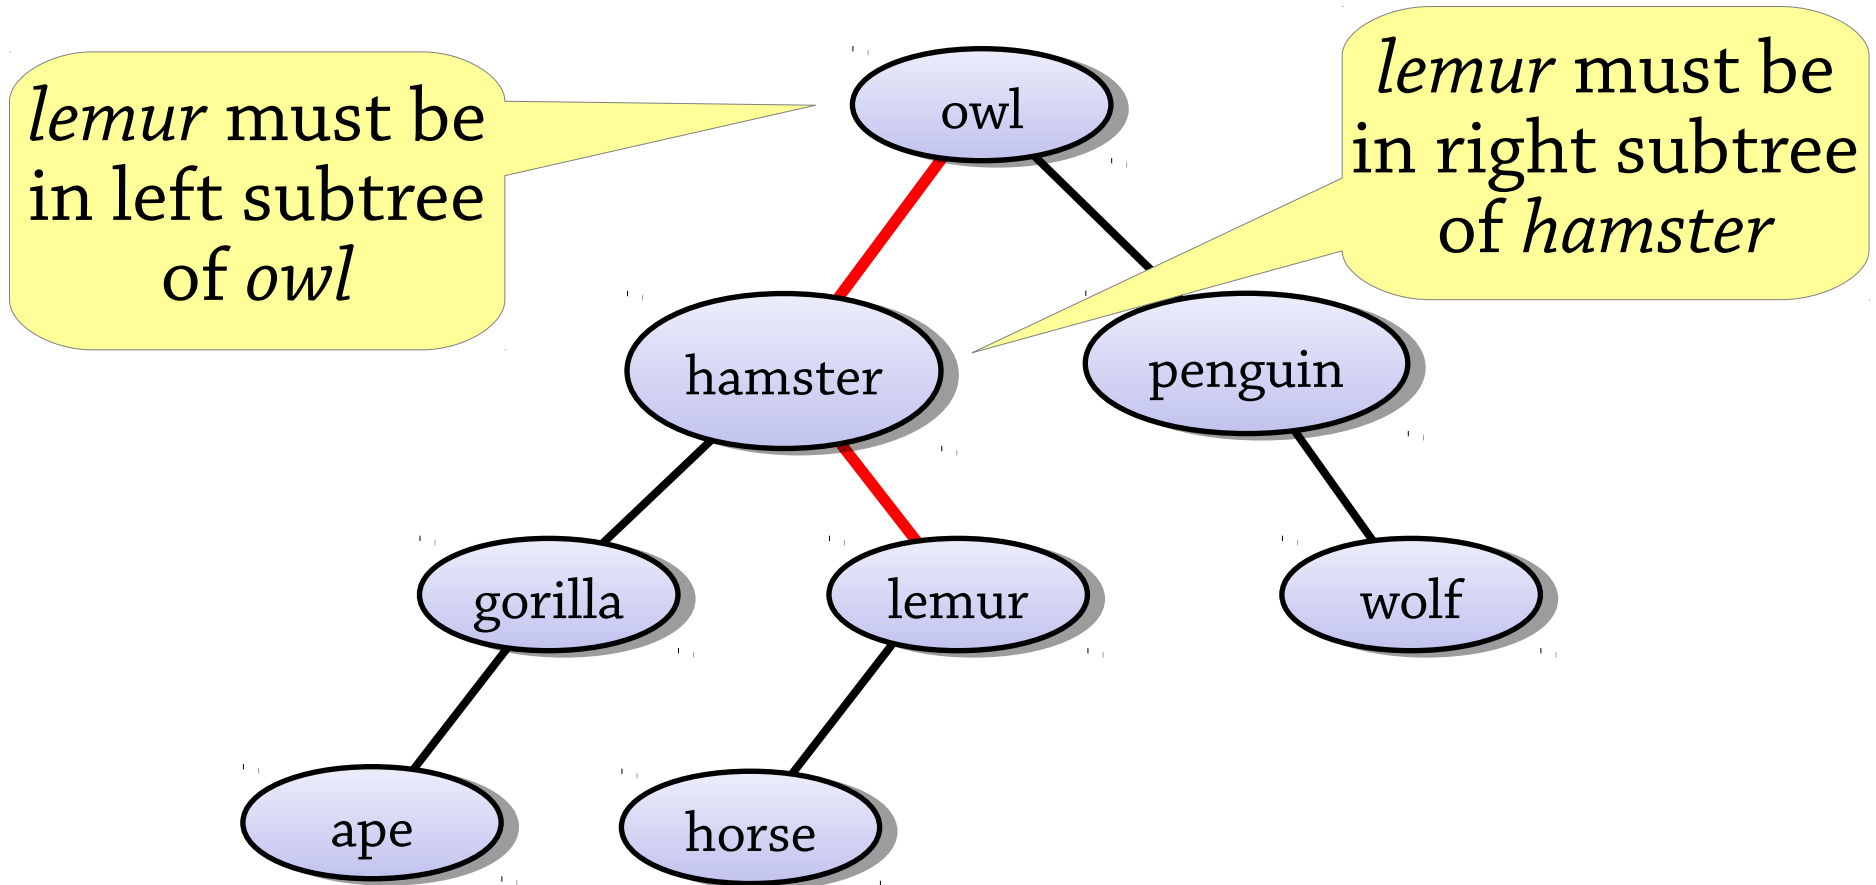 lemur must be
in left subtree
of owl
lemur must be
in right subtree
of hamster
owl
hamster
penguin
gorilla
lemur
wolf
ape
horse